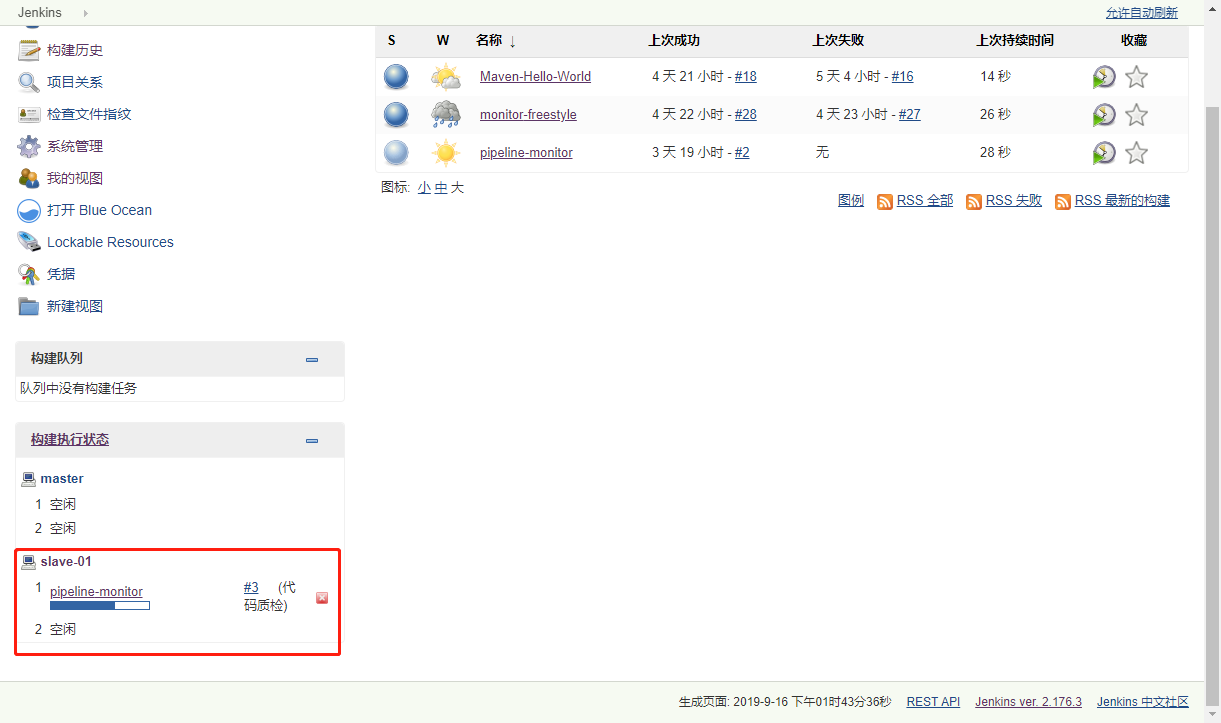 Jenkins
允许自动刷新
构建历史
项目关系
检查文件指纹
系统管理
我的视图
打开 Blue Ocean
Lockable Resources
凭据
新建视图
构建队列
队列中没有构建任务
构建执行状态
master
1 空闲
2 空闲
slave-01
1 pipeline-monitor #3 (代
码质检)
2 空闲
S W 名称 ↓ 上次成功 上次失败 上次持续时间 收藏
Maven-Hello-World 4 天 21 小时 - #18 5 天 4 小时 - #16 14 秒
monitor-freestyle 4 天 22 小时 - #28 4 天 23 小时 - #27 26 秒
pipeline-monitor 3 天 19 小时 - #2 无 28 秒
图标: 小 中 大
图例 RSS 全部 RSS 失败 RSS 最新的构建
生成页面: 2019-9-16 下午01时43分36秒 REST API Jenkins ver. 2.176.3 Jenkins 中文社区